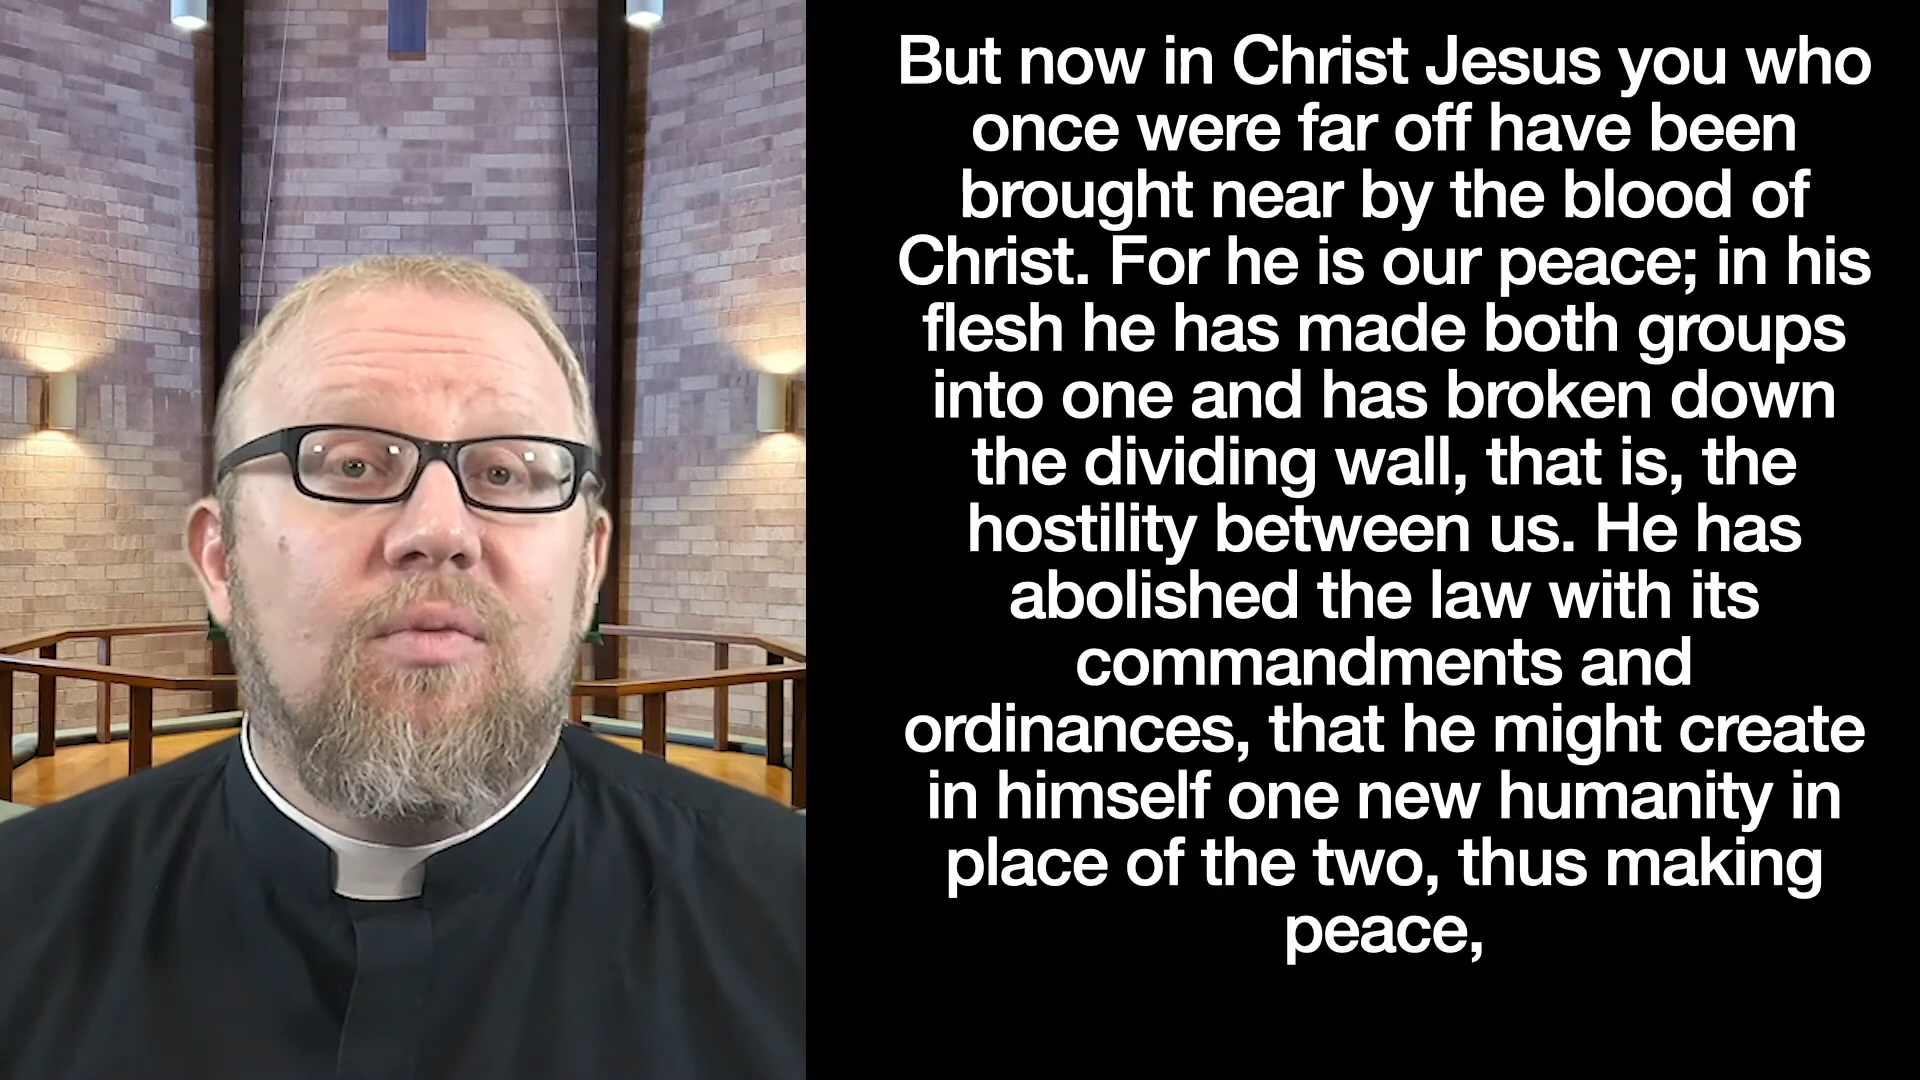 But now in Christ Jesus you who
once were far off have been
brought near by the blood of
Christ. For he is our peace; in his
flesh he has made both groups
into one and has broken down
the dividing wall, that is, the
hostility between us. He has
abolished the law with its
commandments and
ordinances, that he might create
in himself one new humanity in
place of the two, thus making
peace,